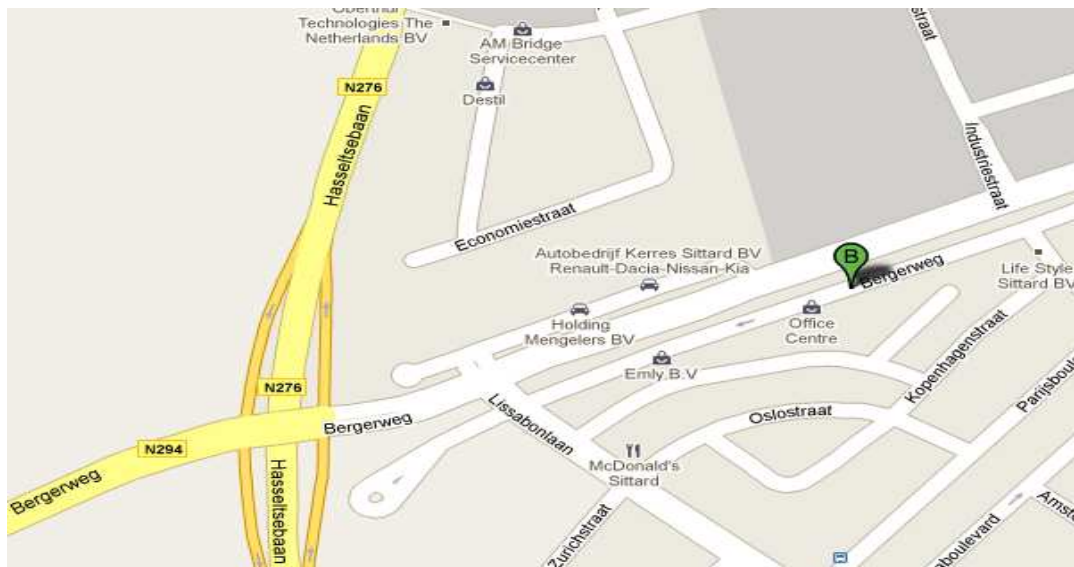 Technologies The
Netherlands BV
AM Bridge
Servicecenter
N276
Destil
Hasseltsebaan
Industriestraat
Economiestraat
Autobedrijf Kerres Sittard BV
Renault-Dacia-Nissan-Kia
B
Bergerweg
Life Style
Sittard BV
Holding
Mengelers BV
Office
Centre
Emly B.V
Kopenhagenstraat
N276
Lissabonlaan
Oslostraat
Bergerweg
N294
McDonald's
Sittard
Bergerweg
Hasseltsebaan
Zurichstraat